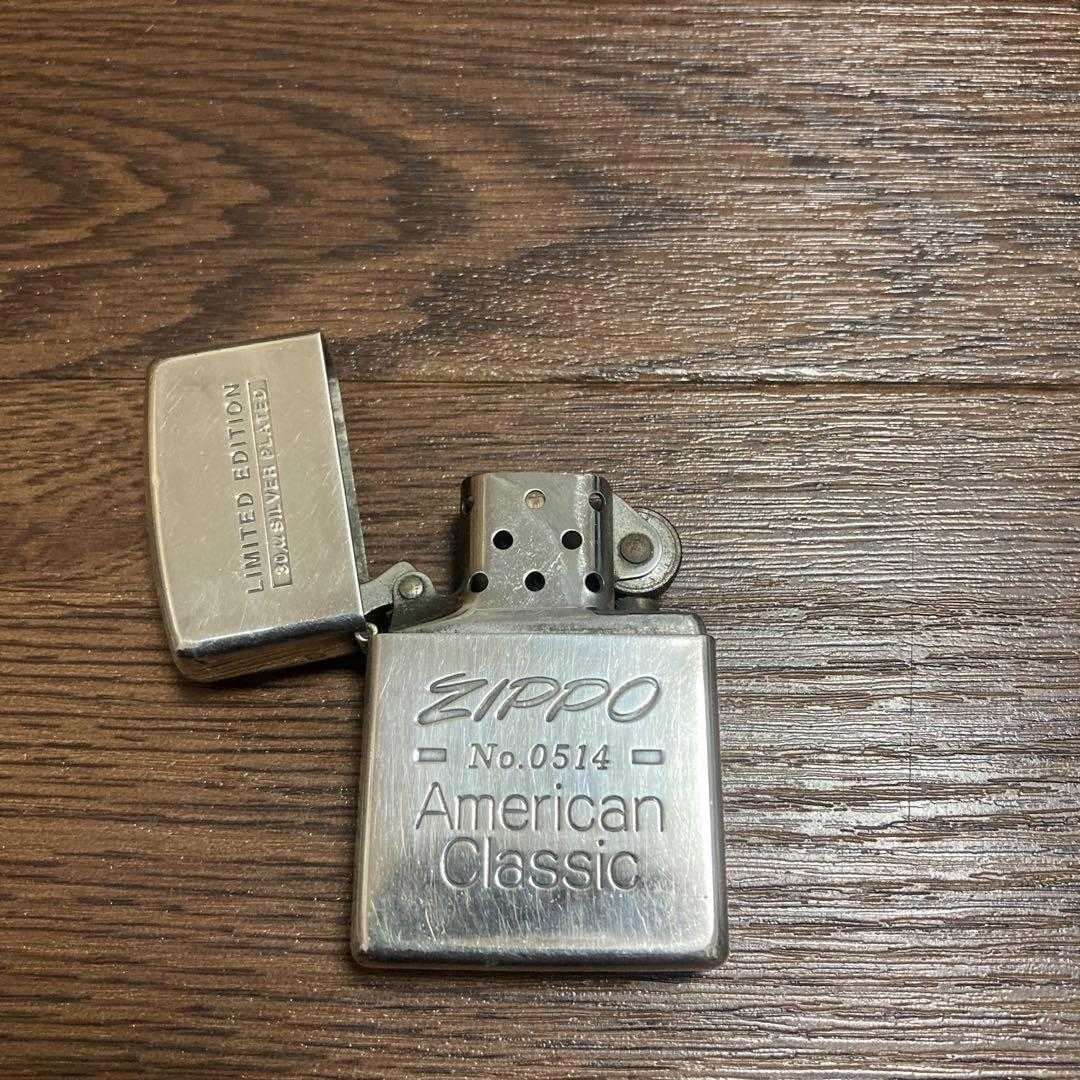 LIMITED EDITION
30μ SILVER PLATED
ZIPPO
No.0514
American
Classic